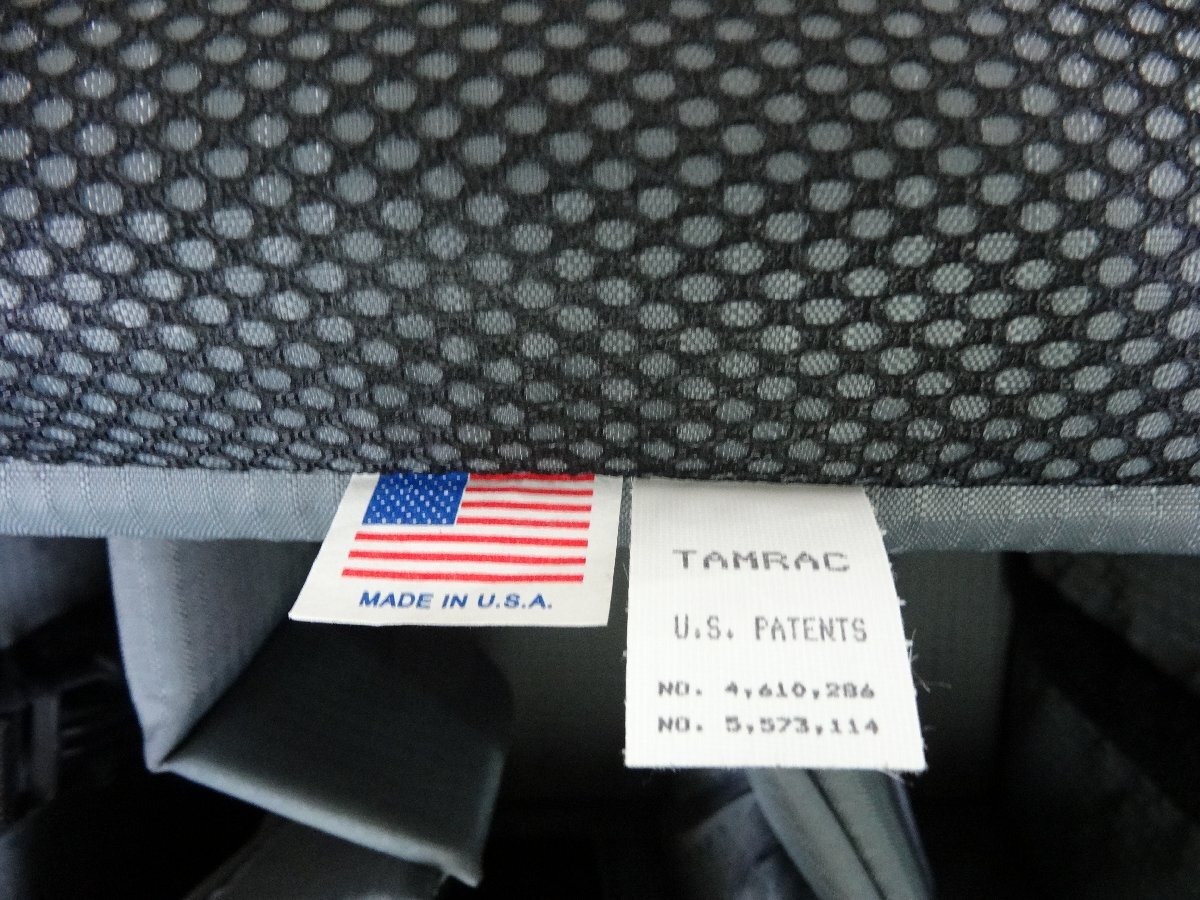 MADE IN U.S.A.
TAMRAC
U.S. PATENTS
NO. 4,610,286
NO. 5,573,114